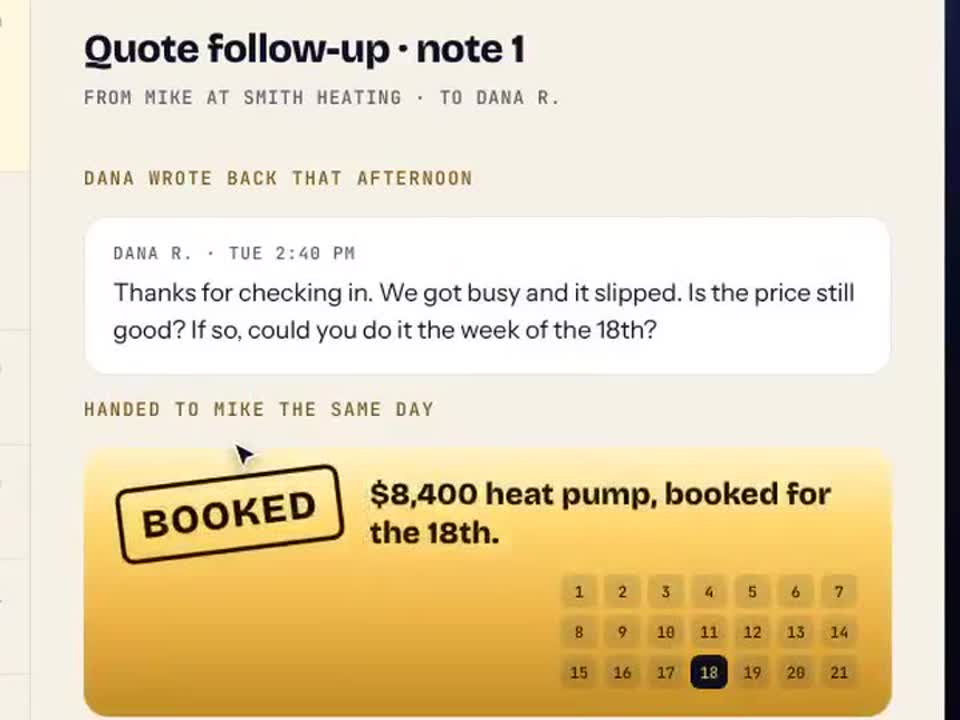 Quote follow-up · note 1
FROM MIKE AT SMITH HEATING · TO DANA R.
DANA WROTE BACK THAT AFTERNOON
DANA R. · TUE 2:40 PM
Thanks for checking in. We got busy and it slipped. Is the price still
good? If so, could you do it the week of the 18th?
HANDED TO MIKE THE SAME DAY
BOOKED
$8,400 heat pump, booked for
the 18th.
1 2 3 4 5 6 7
8 9 10 11 12 13 14
15 16 17 18 19 20 21